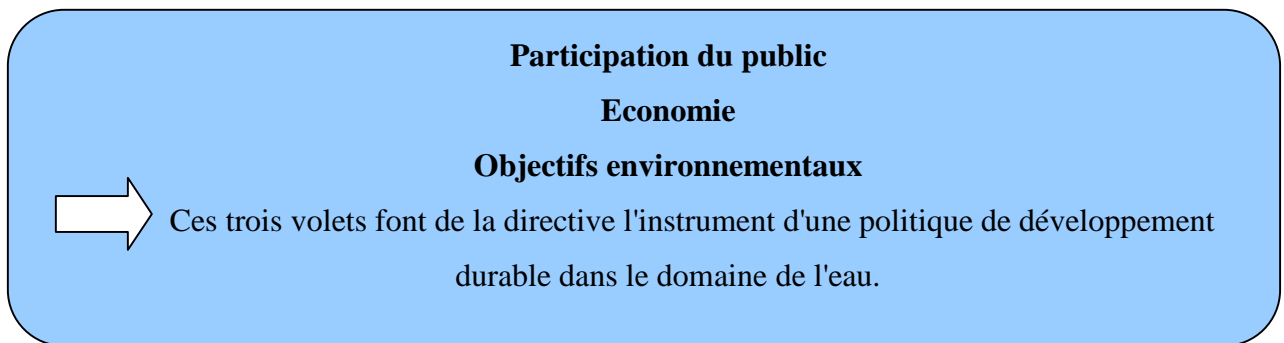 Participation du public
Economie
Objectifs environnementaux
Ces trois volets font de la directive l'instrument d'une politique de développement
durable dans le domaine de l'eau.